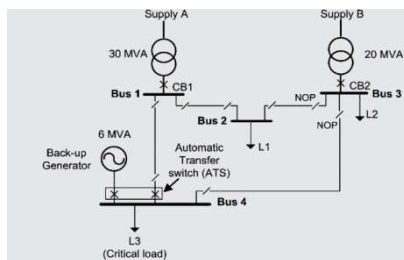 Supply A
Supply B
30 MVA
20 MVA
CB1
CB2
Bus 1
NOP
Bus 3
Bus 2
L2
6 MVA
NOP
L1
Automatic
Transfer
switch (ATS)
Back-up
Generator
Bus 4
L3
(Critical load)